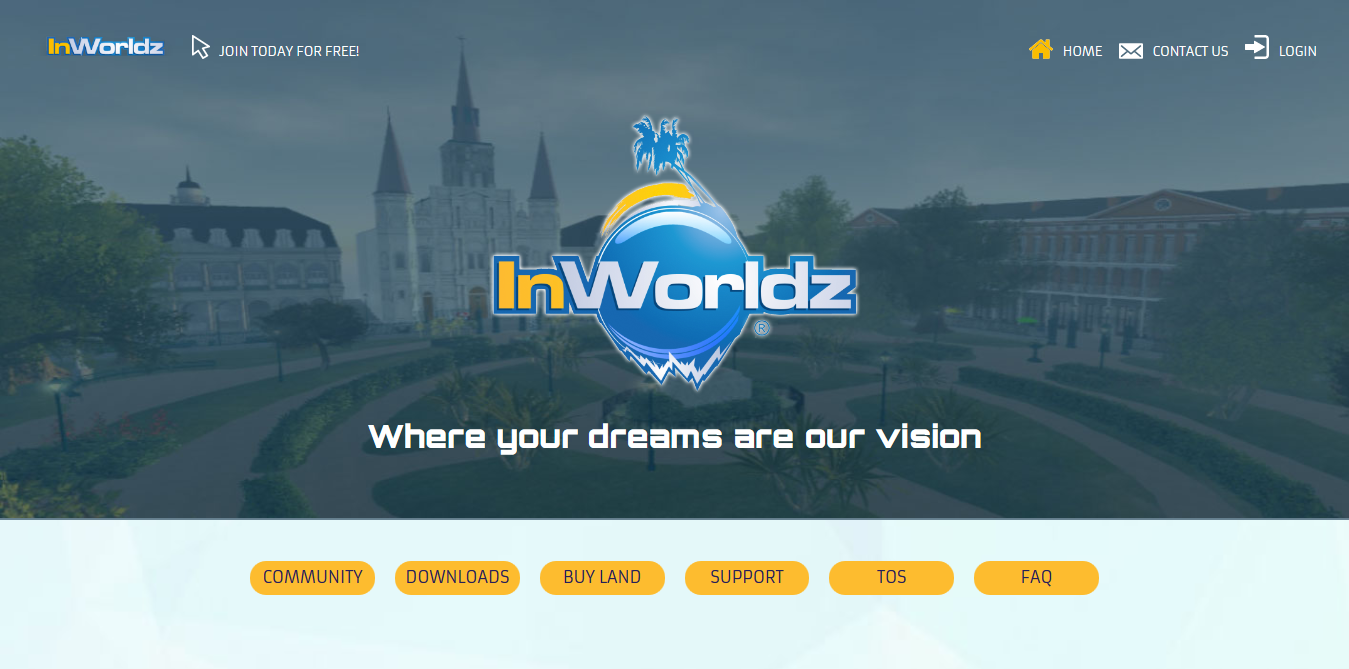 InWorldz JOIN TODAY FOR FREE! HOME CONTACT US LOGIN
InWorldz
®
Where your dreams are our vision
COMMUNITY DOWNLOADS BUY LAND SUPPORT TOS FAQ